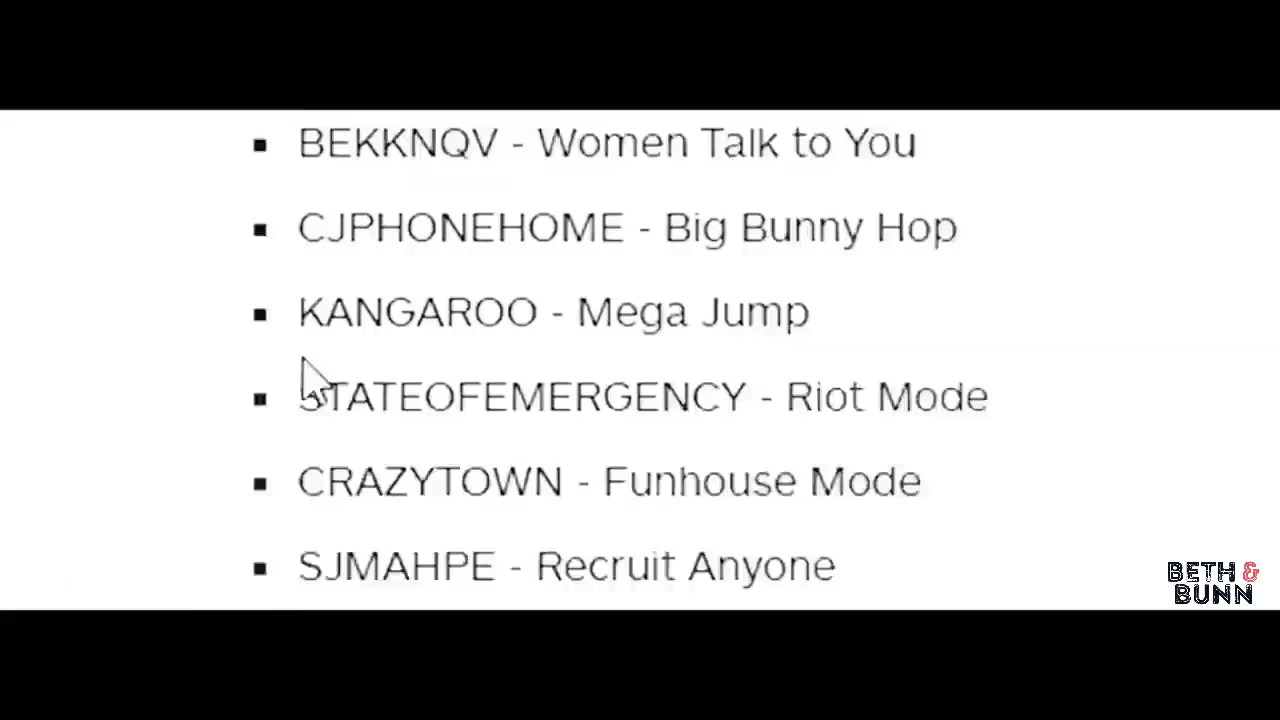 BEKKNQV - Women Talk to You
CJPHONEHOME - Big Bunny Hop
KANGAROO - Mega Jump
STATEOFEMERGENCY - Riot Mode
CRAZYTOWN - Funhouse Mode
SJMAHPE - Recruit Anyone
BETH &
BUNN